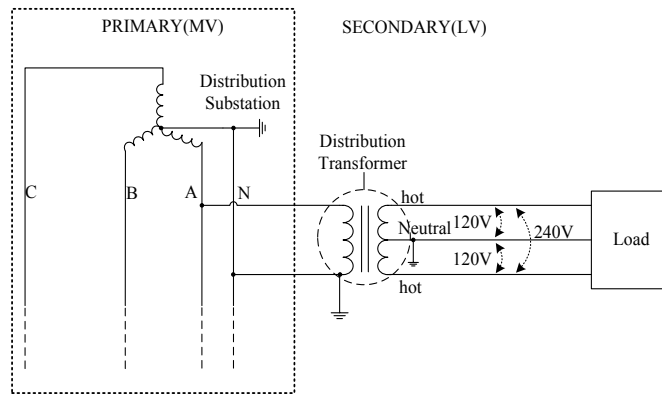 PRIMARY(MV)
SECONDARY(LV)
Distribution
Substation
Distribution
Transformer
C
B
A
N
hot
Neutral
120V
240V
120V
hot
Load